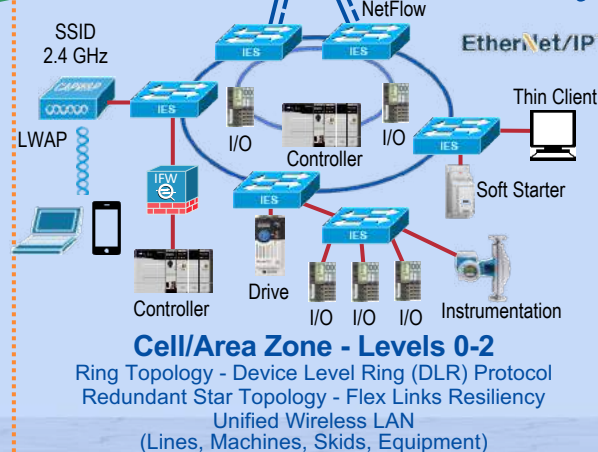 NetFlow
SSID
2.4 GHz
IES
IES
EtherNet/IP
CAPWAP
IES
Thin Client
LWAP
I/O
I/O
Controller
IES
IFW
IES
Soft Starter
IES
Controller
Drive
I/O
I/O
I/O
Instrumentation
Cell/Area Zone - Levels 0-2
Ring Topology - Device Level Ring (DLR) Protocol
Redundant Star Topology - Flex Links Resiliency
Unified Wireless LAN
(Lines, Machines, Skids, Equipment)